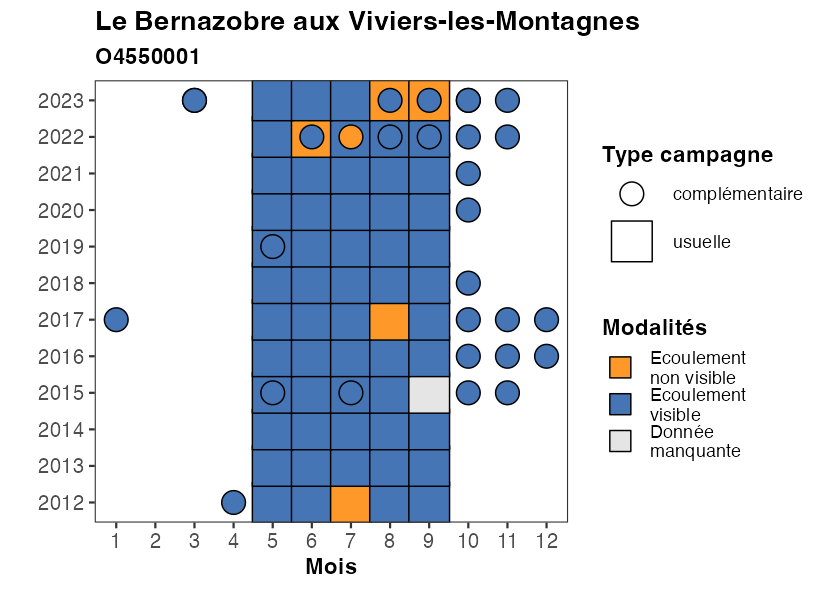 Le Bernazobre aux Viviers-les-Montagnes
O4550001
2023
2022
2021
2020
2019
2018
2017
2016
2015
2014
2013
2012
1 2 3 4 5 6 7 8 9 10 11 12
Mois
Type campagne
complémentaire
usuelle
Modalités
Ecoulement
non visible
Ecoulement
visible
Donnée
manquante